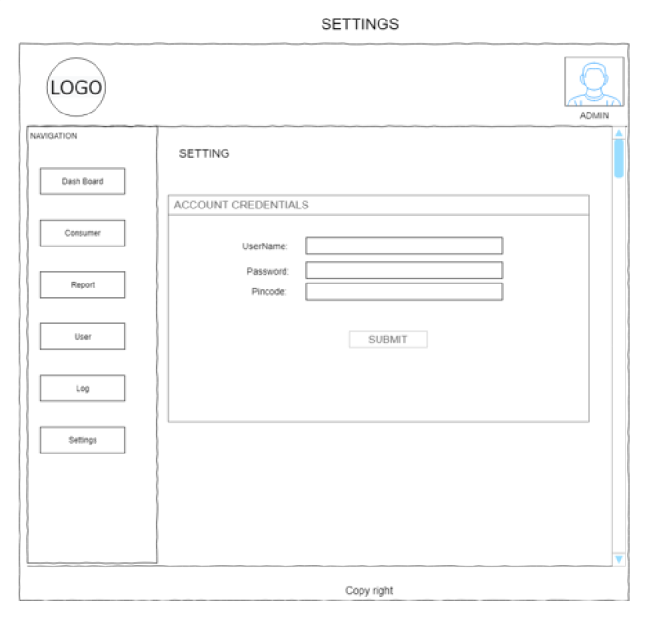 SETTINGS
LOGO
ADMIN
NAVIGATION
Dash Board
Consumer
Report
User
Log
Settings
SETTING
ACCOUNT CREDENTIALS
UserName:
Password:
Pincode:
SUBMIT
Copy right